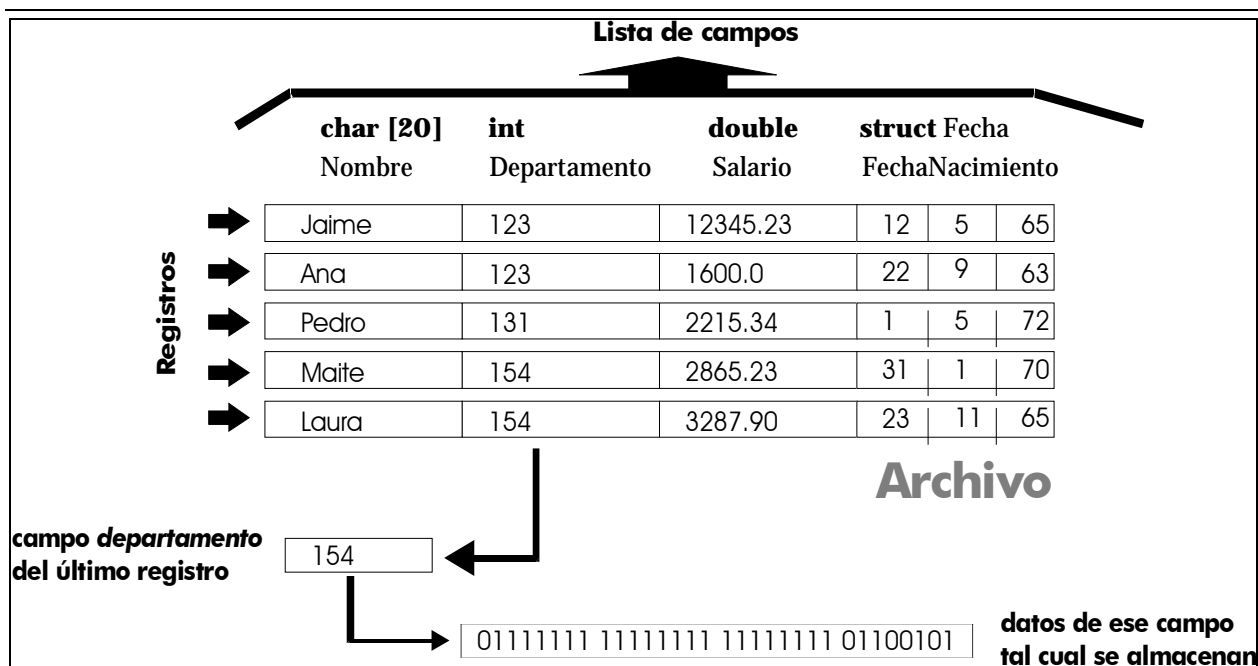 Lista de campos
char [20] int double struct Fecha
Nombre Departamento Salario FechaNacimiento
Registros
Jaime 123 12345.23 12 5 65
Ana 123 1600.0 22 9 63
Pedro 131 2215.34 1 5 72
Maite 154 2865.23 31 1 70
Laura 154 3287.90 23 11 65
Archivo
campo departamento
del último registro
154
01111111 11111111 11111111 01100101
datos de ese campo
tal cual se almacenan